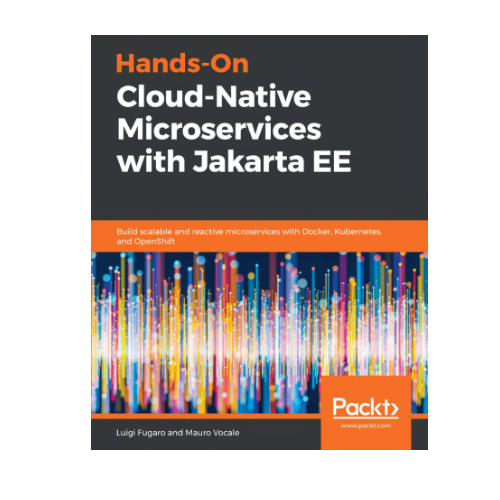 Hands-On
Cloud-Native
Microservices
with Jakarta EE
Build scalable and reactive microservices with Docker, Kubernetes,
and OpenShift
Packt>
www.packt.com
Luigi Fugaro and Mauro Vocale